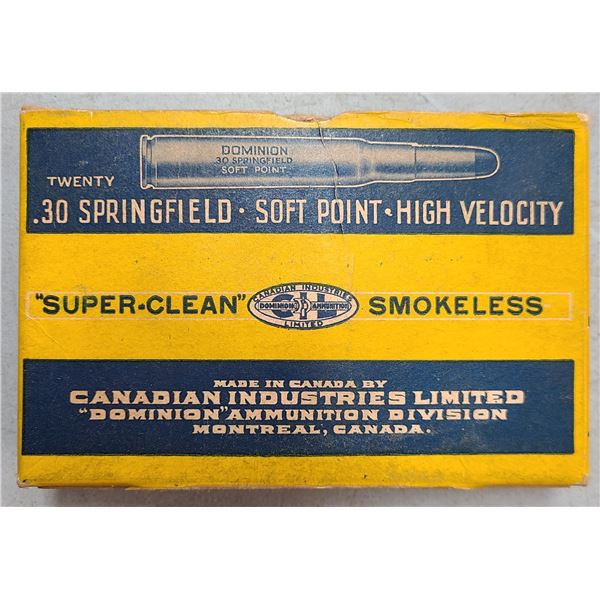 DOMINION
.30 SPRINGFIELD
SOFT POINT
TWENTY
.30 SPRINGFIELD · SOFT POINT · HIGH VELOCITY
"SUPER-CLEAN" SMOKELESS
CANADIAN INDUSTRIES
DOMINION CIL AMMUNITION
LIMITED
MADE IN CANADA BY
CANADIAN INDUSTRIES LIMITED
"DOMINION" AMMUNITION DIVISION
MONTREAL, CANADA.